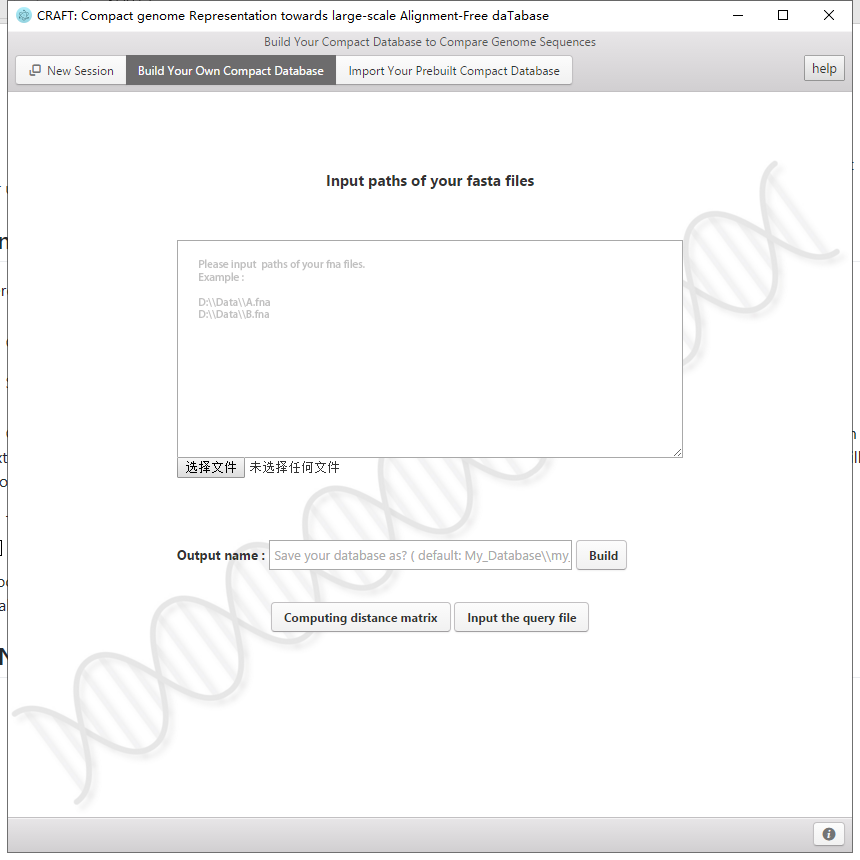 CRAFT: Compact genome Representation towards large-scale Alignment-Free daTabase
Build Your Compact Database to Compare Genome Sequences
New Session
Build Your Own Compact Database
Import Your Prebuilt Compact Database
help
Input paths of your fasta files
Please input paths of your fna files.
Example :
D:\\Data\\A.fna
D:\\Data\\B.fna
选择文件 未选择任何文件
Output name : Save your database as? ( default: My_Database\\my_
Build
Computing distance matrix
Input the query file